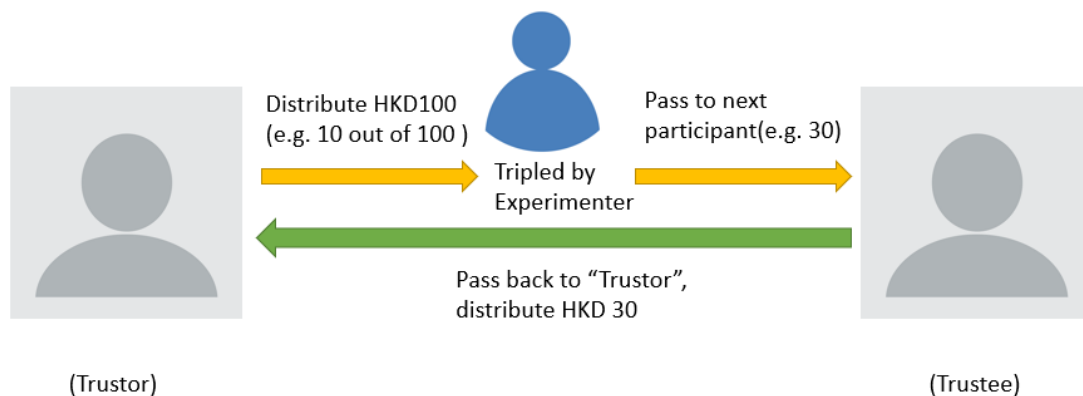 Distribute HKD100
(e.g. 10 out of 100 )
Pass to next
participant(e.g. 30)
Tripled by
Experimenter
Pass back to “Trustor”,
distribute HKD 30
(Trustor)
(Trustee)